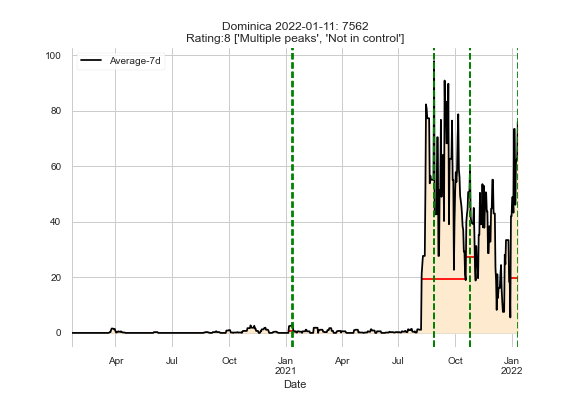 Dominica 2022-01-11: 7562
Rating:8 ['Multiple peaks', 'Not in control']
100
Average-7d
80
60
40
20
0
Apr Jul Oct Jan Apr Jul Oct Jan
2021 2022
Date